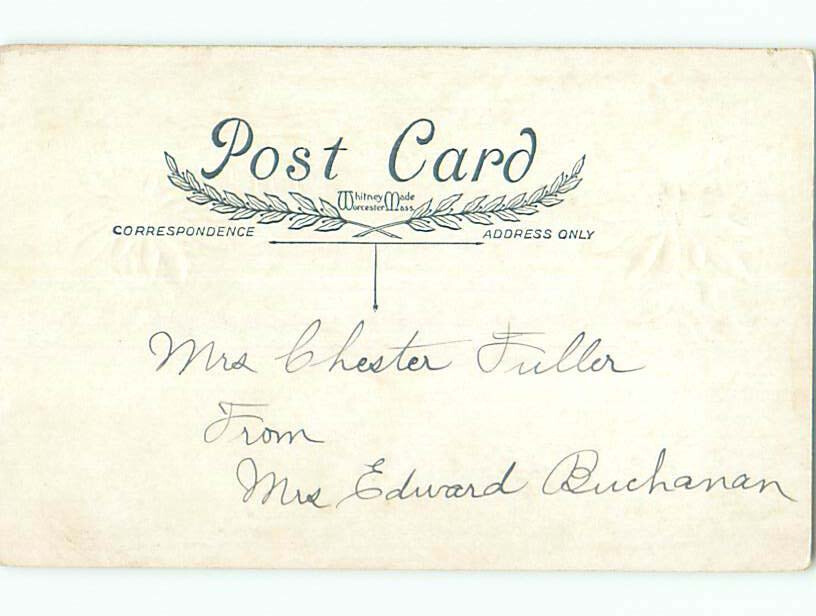 Post Card
Whitney Made
Worcester Mass.
CORRESPONDENCE
ADDRESS ONLY
Mrs Chester Fuller
From
Mrs Edward Buchanan